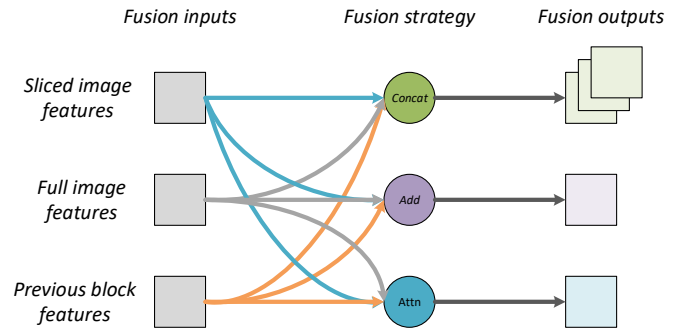 Fusion inputs
Fusion strategy
Fusion outputs
Sliced image
features
Concat
Full image
features
Add
Previous block
features
Attn